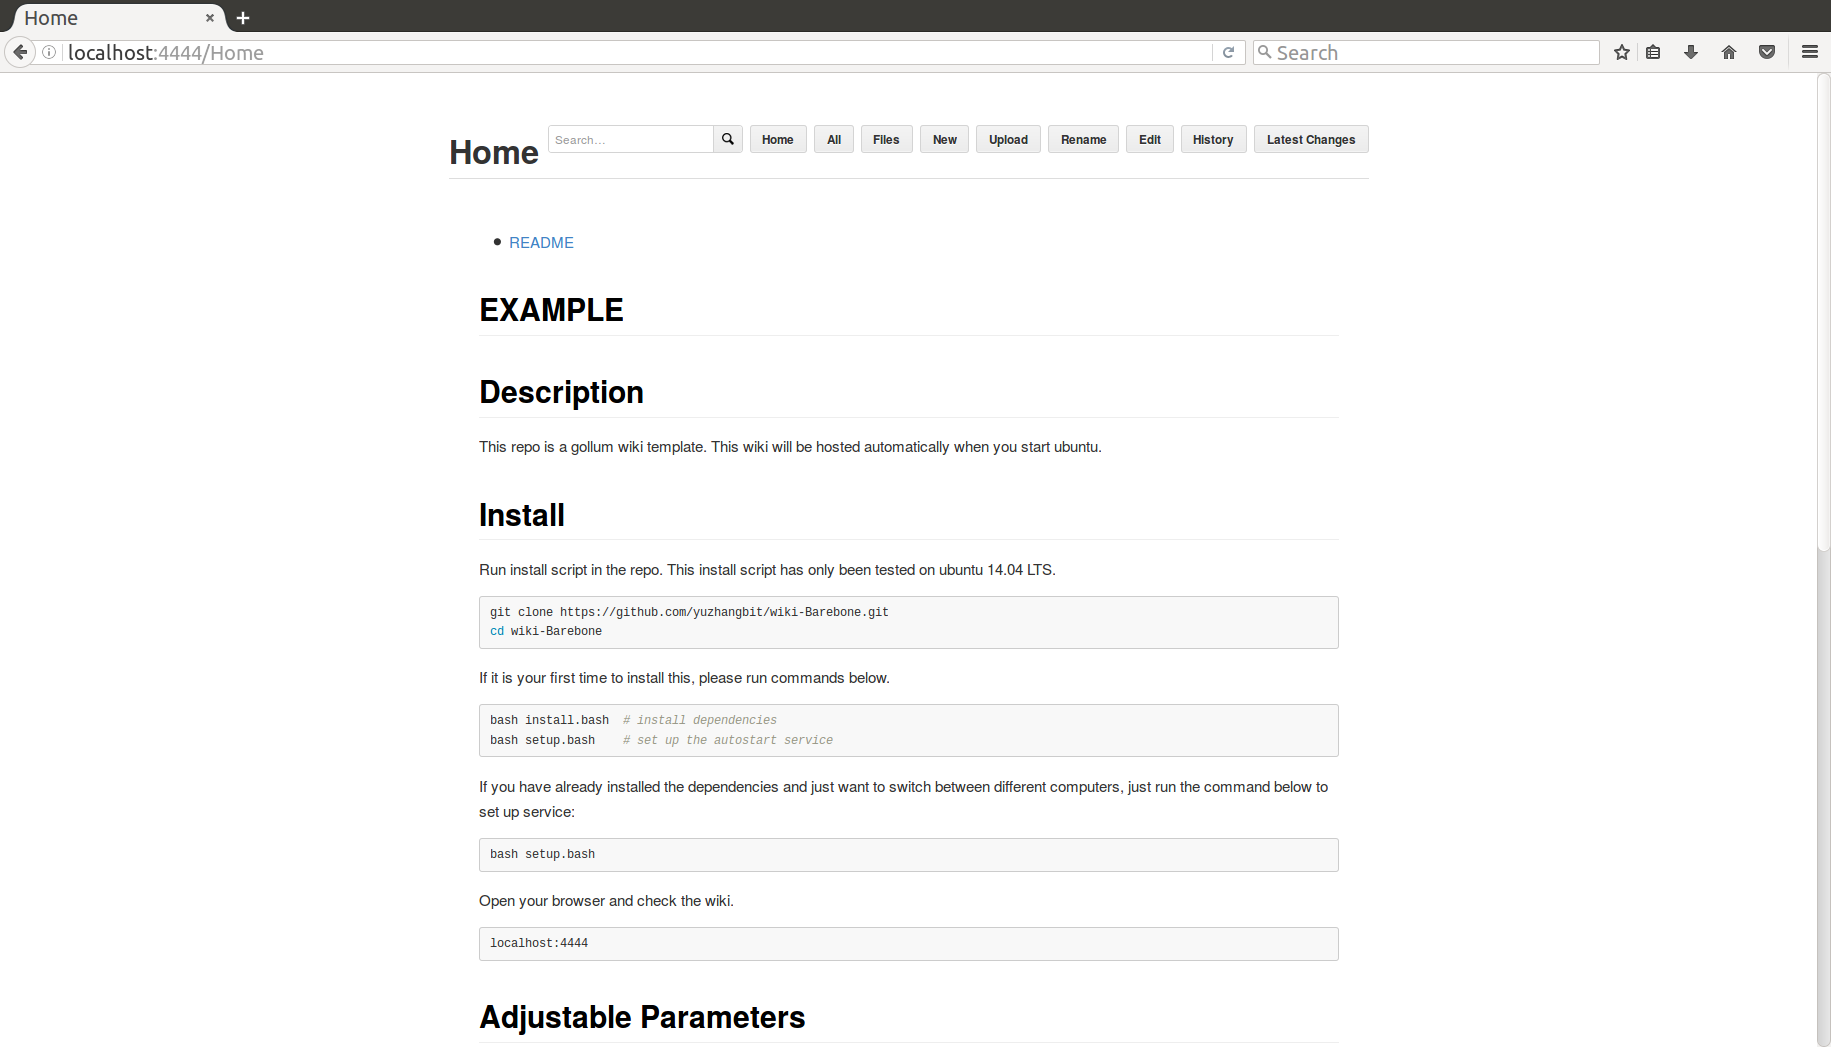 Home
localhost:4444/Home
Search
Home
Search...
Home
All
Files
New
Upload
Rename
Edit
History
Latest Changes
README
EXAMPLE
Description
This repo is a gollum wiki template. This wiki will be hosted automatically when you start ubuntu.
Install
Run install script in the repo. This install script has only been tested on ubuntu 14.04 LTS.
git clone https://github.com/yuzhangbit/wiki-Barebone.git
cd wiki-Barebone
If it is your first time to install this, please run commands below.
bash install.bash  # install dependencies
bash setup.bash    # set up the autostart service
If you have already installed the dependencies and just want to switch between different computers, just run the command below to
set up service:
bash setup.bash
Open your browser and check the wiki.
localhost:4444
Adjustable Parameters